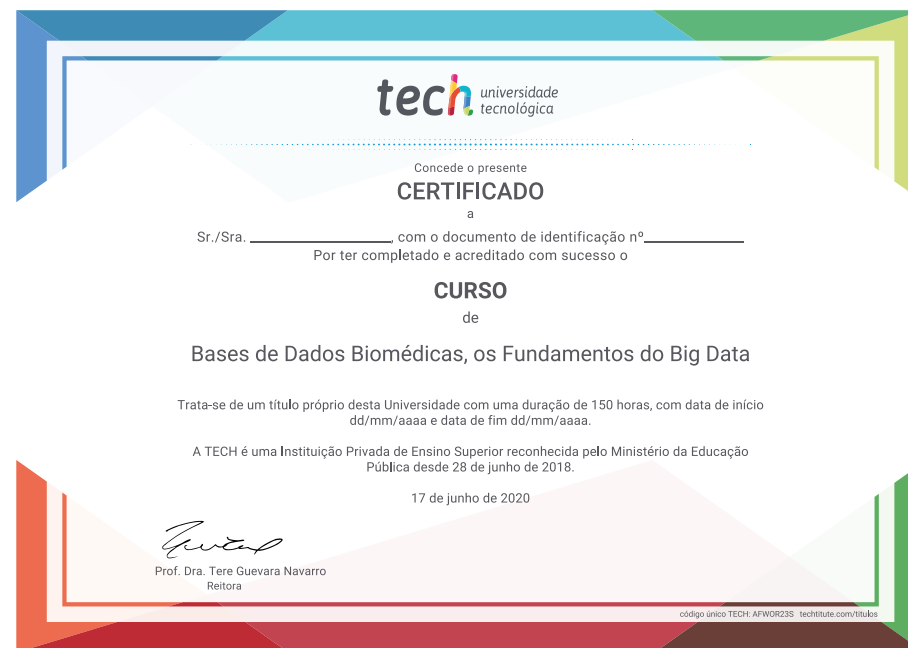 tech universidade
tecnológica
Concede o presente
CERTIFICADO
a
Sr./Sra. ____________________, com o documento de identificação nº______________
Por ter completado e acreditado com sucesso o
CURSO
de
Bases de Dados Biomédicas, os Fundamentos do Big Data
Trata-se de um título próprio desta Universidade com uma duração de 150 horas, com data de início
dd/mm/aaaa e data de fim dd/mm/aaaa.
A TECH é uma Instituição Privada de Ensino Superior reconhecida pelo Ministério da Educação
Pública desde 28 de junho de 2018.
17 de junho de 2020
Prof. Dra. Tere Guevara Navarro
Reitora
código único TECH: AFWOR23S techtitute.com/titulos